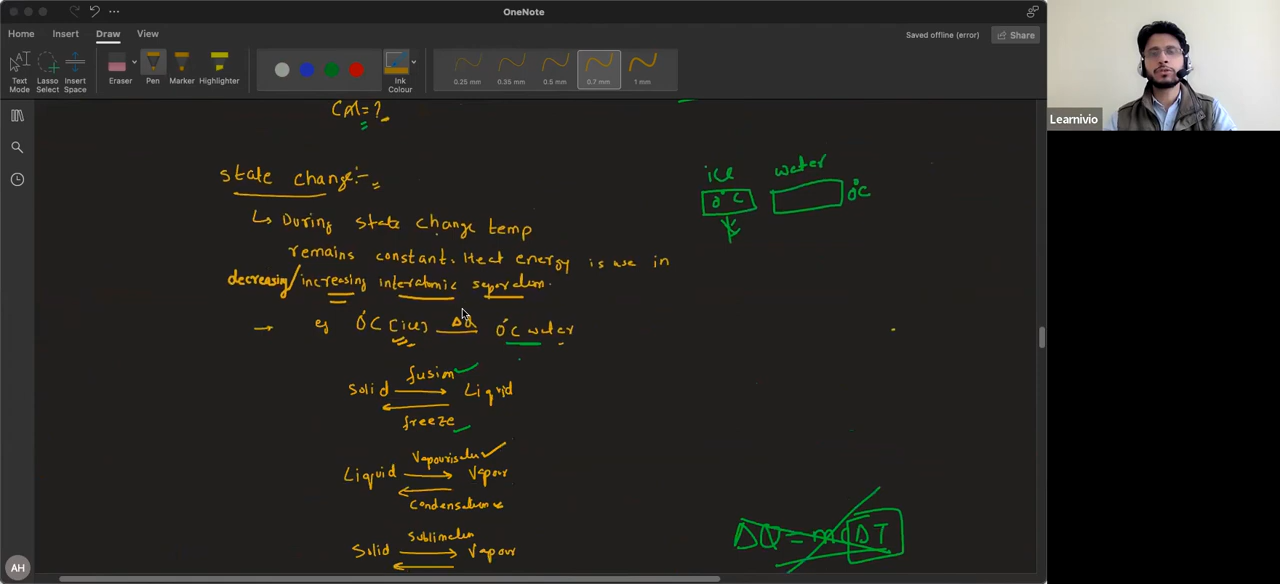 OneNote
Home Insert Draw View
Saved offline (error) Share
Text Mode
Lasso Select
Insert Space
Eraser Pen Marker Highlighter
Ink Colour
0.25 mm 0.35 mm 0.5 mm 0.7 mm 1 mm
Learnivio
Cal = ?
State change:-
↳ During state change temp
remains constant. Heat energy is use in
decreasing/increasing interatomic separation.
→ eg 0°C [ice] ΔQ 0°C water
fusion
Solid → Liquid
freeze
Vapourisation
Liquid → Vapour
Condensation
Sublimation
Solid → Vapour
ice water
0°C 0°C
ΔQ = mc ΔT
AH